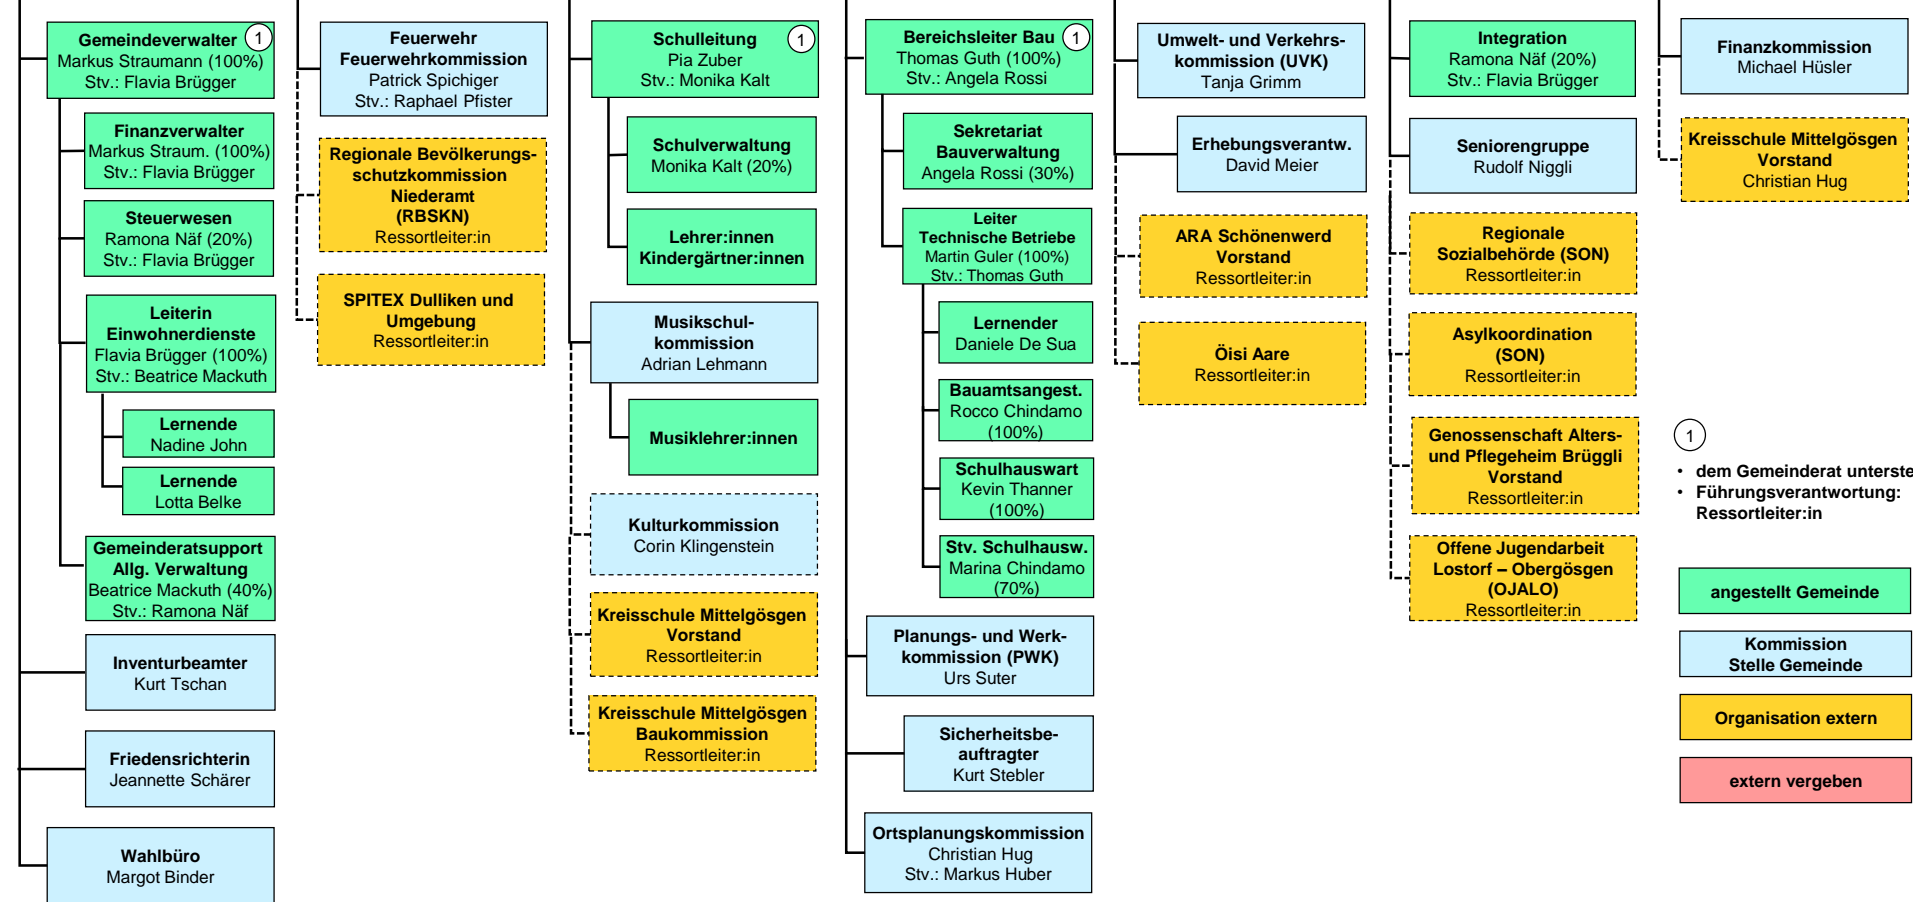 Gemeindeverwalter
1
Markus Straumann (100%)
Stv.: Flavia Brügger
Finanzverwalter
Markus Straum. (100%)
Stv.: Flavia Brügger
Steuerwesen
Ramona Näf (20%)
Stv.: Flavia Brügger
Leiterin
Einwohnerdienste
Flavia Brügger (100%)
Stv.: Beatrice Mackuth
Lernende
Nadine John
Lernende
Lotta Belke
Gemeinderatsupport
Allg. Verwaltung
Beatrice Mackuth (40%)
Stv.: Ramona Näf
Inventurbeamter
Kurt Tschan
Friedensrichterin
Jeannette Schärer
Wahlbüro
Margot Binder
Feuerwehr
Feuerwehrkommission
Patrick Spichiger
Stv.: Raphael Pfister
Regionale Bevölkerungs-
schutzkommission
Niederamt
(RBSKN)
Ressortleiter:in
SPITEX Dulliken und
Umgebung
Ressortleiter:in
Schulleitung
1
Pia Zuber
Stv.: Monika Kalt
Schulverwaltung
Monika Kalt (20%)
Lehrer:innen
Kindergärtner:innen
Musikschul-
kommission
Adrian Lehmann
Musiklehrer:innen
Kulturkommission
Corin Klingenstein
Kreisschule Mittelgösgen
Vorstand
Ressortleiter:in
Kreisschule Mittelgösgen
Baukommission
Ressortleiter:in
Bereichsleiter Bau
1
Thomas Guth (100%)
Stv.: Angela Rossi
Sekretariat
Bauverwaltung
Angela Rossi (30%)
Leiter
Technische Betriebe
Martin Guler (100%)
Stv.: Thomas Guth
Lernender
Daniele De Sua
Bauamtsangest.
Rocco Chindamo
(100%)
Schulhauswart
Kevin Thanner
(100%)
Stv. Schulhausw.
Marina Chindamo
(70%)
Planungs- und Werk-
kommission (PWK)
Urs Suter
Sicherheitsbe-
auftragter
Kurt Stebler
Ortsplanungskommission
Christian Hug
Stv.: Markus Huber
Umwelt- und Verkehrs-
kommission (UVK)
Tanja Grimm
Erhebungsverantw.
David Meier
ARA Schönenwerd
Vorstand
Ressortleiter:in
Öisi Aare
Ressortleiter:in
Integration
Ramona Näf (20%)
Stv.: Flavia Brügger
Seniorengruppe
Rudolf Niggli
Regionale
Sozialbehörde (SON)
Ressortleiter:in
Asylkoordination
(SON)
Ressortleiter:in
Genossenschaft Alters-
und Pflegeheim Brüggli
Vorstand
Ressortleiter:in
Offene Jugendarbeit
Lostorf – Obergösgen
(OJALO)
Ressortleiter:in
Finanzkommission
Michael Hüsler
Kreisschule Mittelgösgen
Vorstand
Christian Hug
1
• dem Gemeinderat unterste
• Führungsverantwortung:
Ressortleiter:in
angestellt Gemeinde
Kommission
Stelle Gemeinde
Organisation extern
extern vergeben